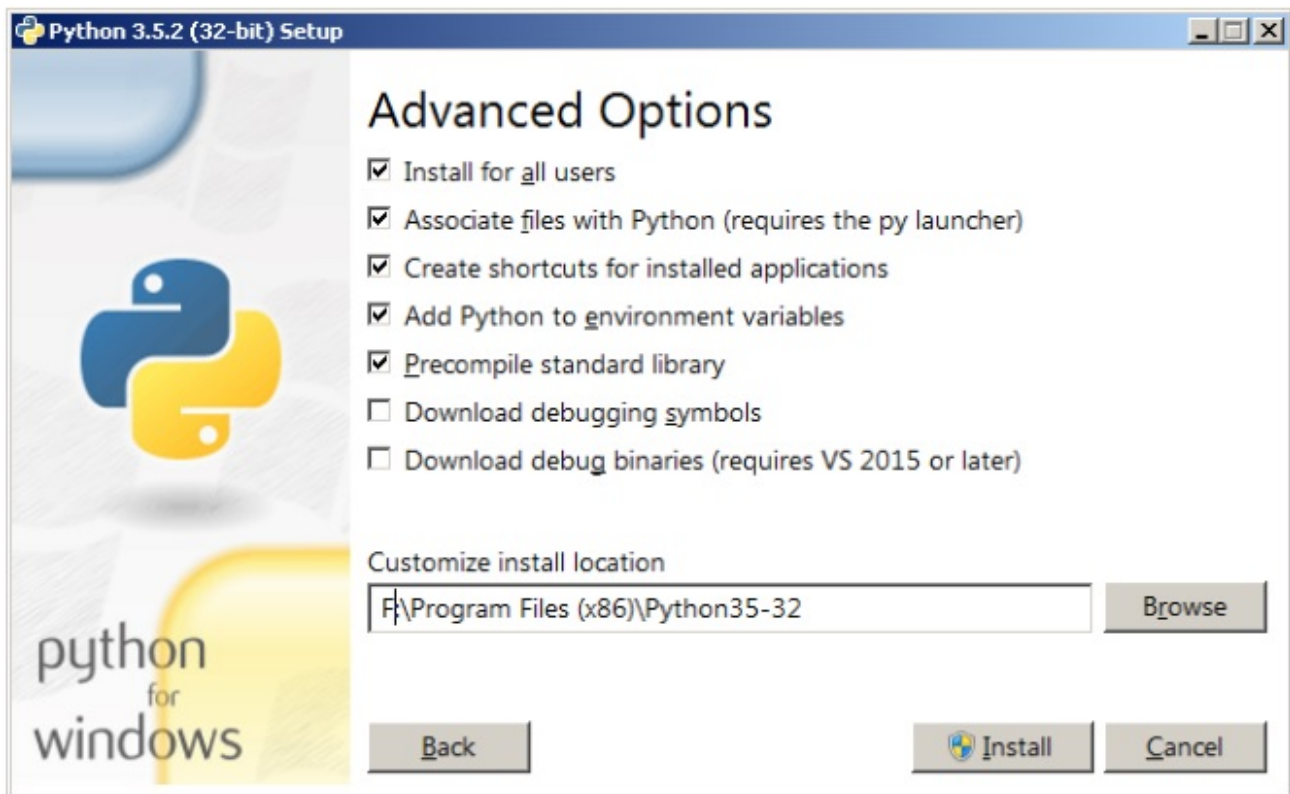 Python 3.5.2 (32-bit) Setup
Advanced Options
Install for all users
Associate files with Python (requires the py launcher)
Create shortcuts for installed applications
Add Python to environment variables
Precompile standard library
Download debugging symbols
Download debug binaries (requires VS 2015 or later)
Customize install location
F:\Program Files (x86)\Python35-32
Browse
python
for
windows
Back
Install
Cancel